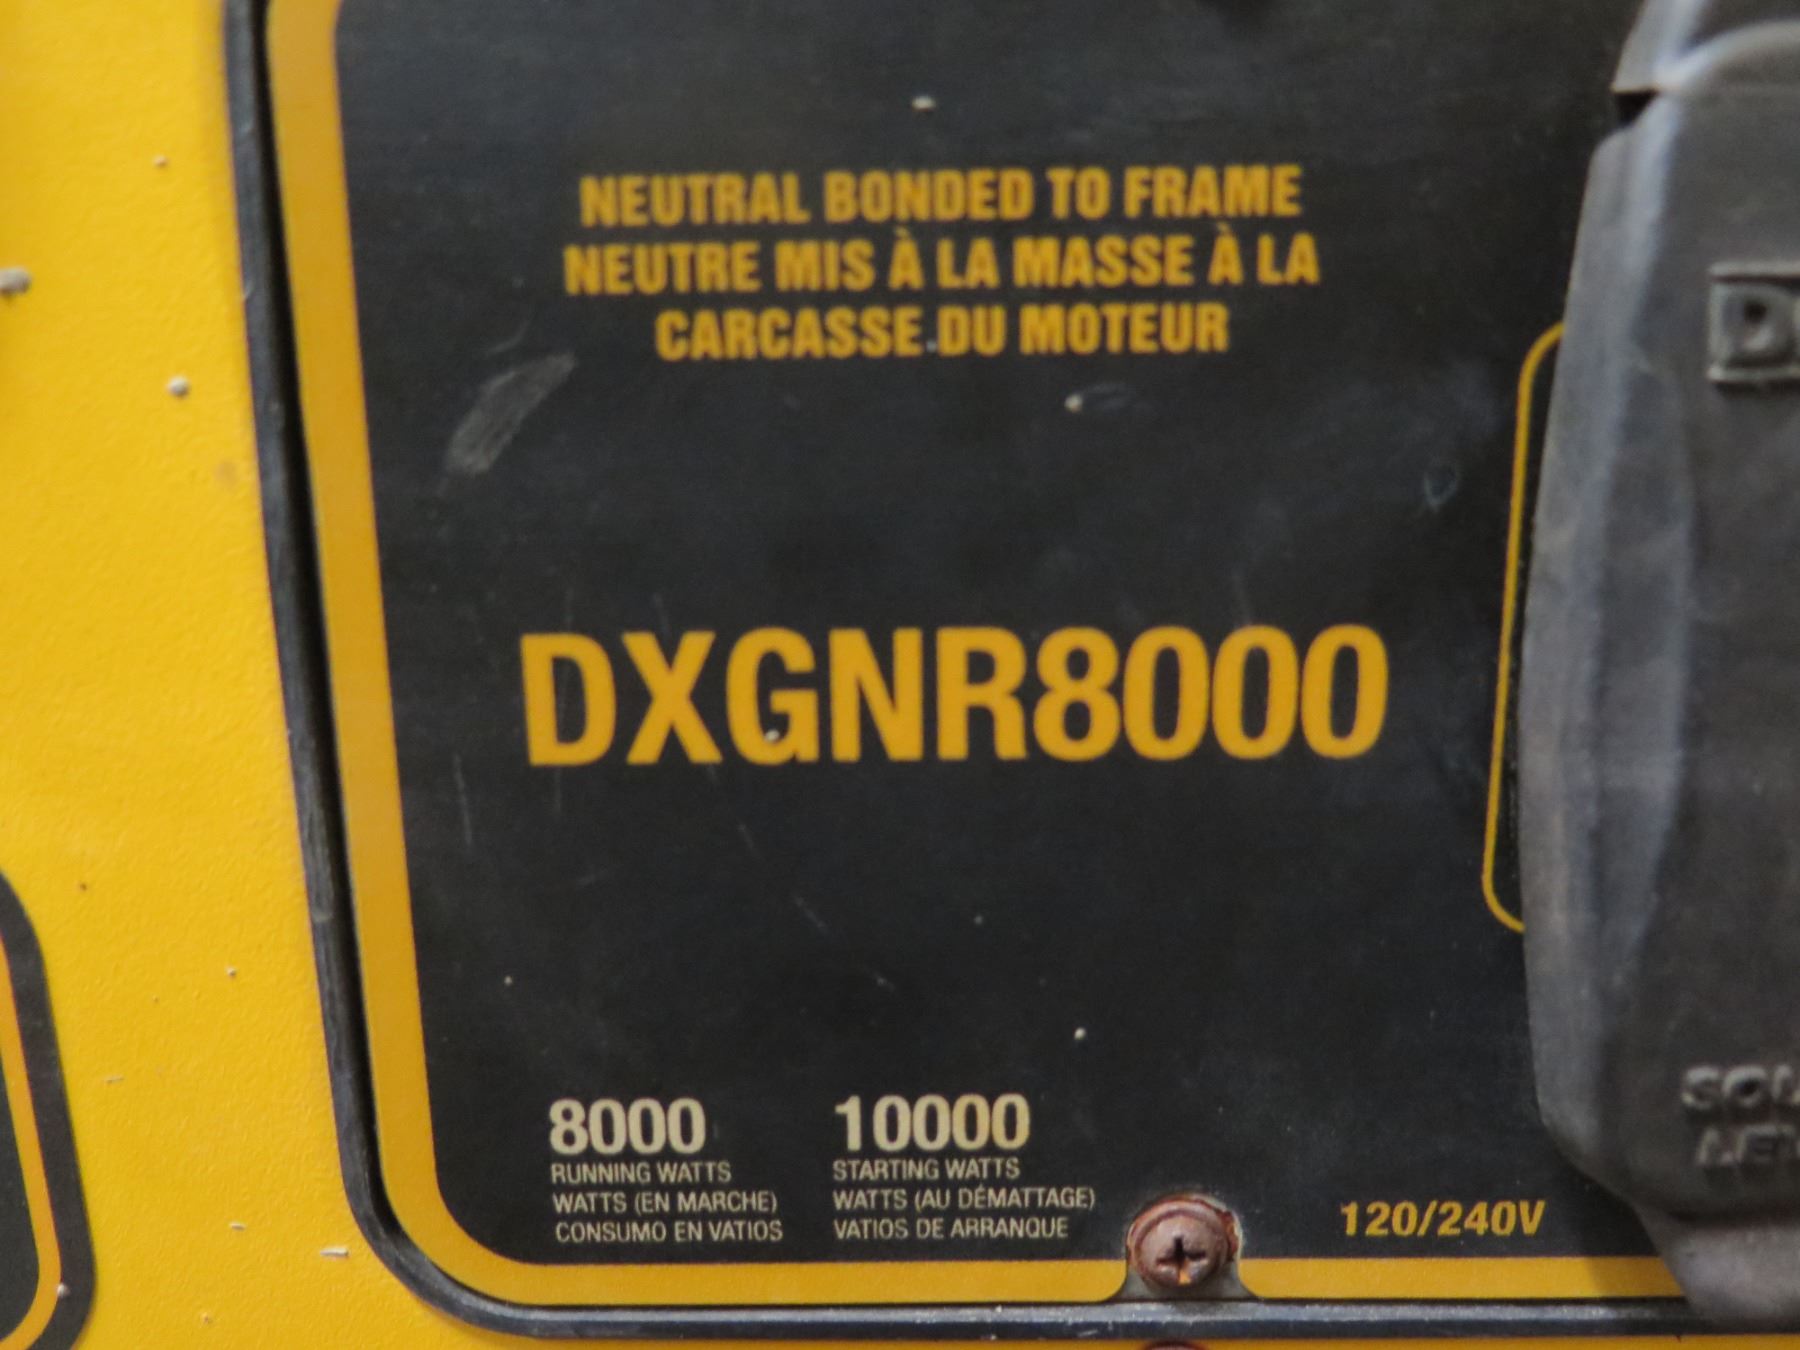 NEUTRAL BONDED TO FRAME
NEUTRE MIS À LA MASSE À LA
CARCASSE DU MOTEUR
DXGNR8000
8000
RUNNING WATTS
WATTS (EN MARCHE)
CONSUMO EN VATIOS
10000
STARTING WATTS
WATTS (AU DÉMATTAGE)
VATIOS DE ARRANQUE
120/240V